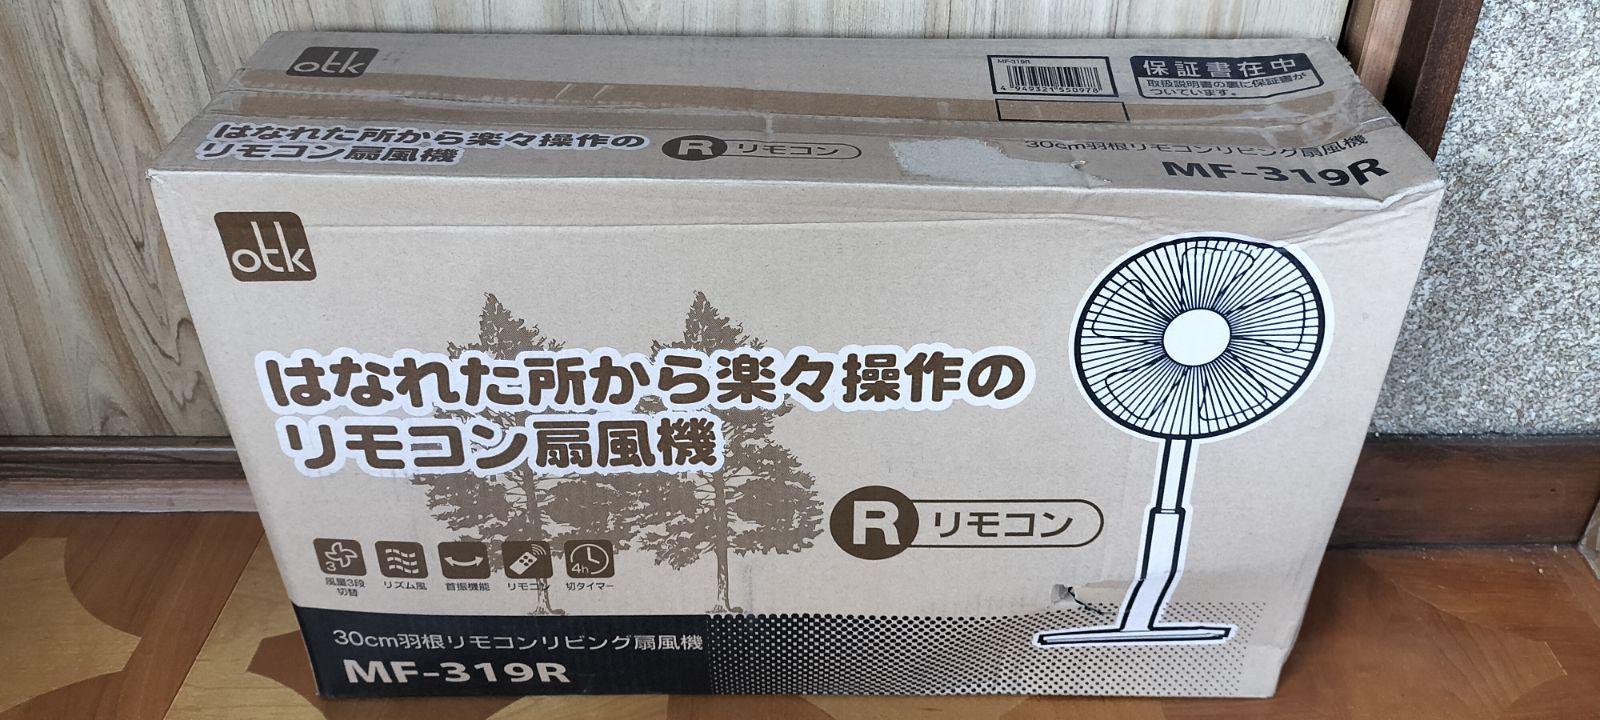 otk
MF-319R
4 949321 550978
保証書在中
取扱説明書の裏に保証書が
ついています。
はなれた所から楽々操作の
リモコン扇風機
R リモコン
30cm羽根リモコンリビング扇風機
MF-319R
otk
はなれた所から楽々操作の
リモコン扇風機
R リモコン
3
4h
風量3段
切替
リズム風
首振機能
リモコン
切タイマー
30cm羽根リモコンリビング扇風機
MF-319R